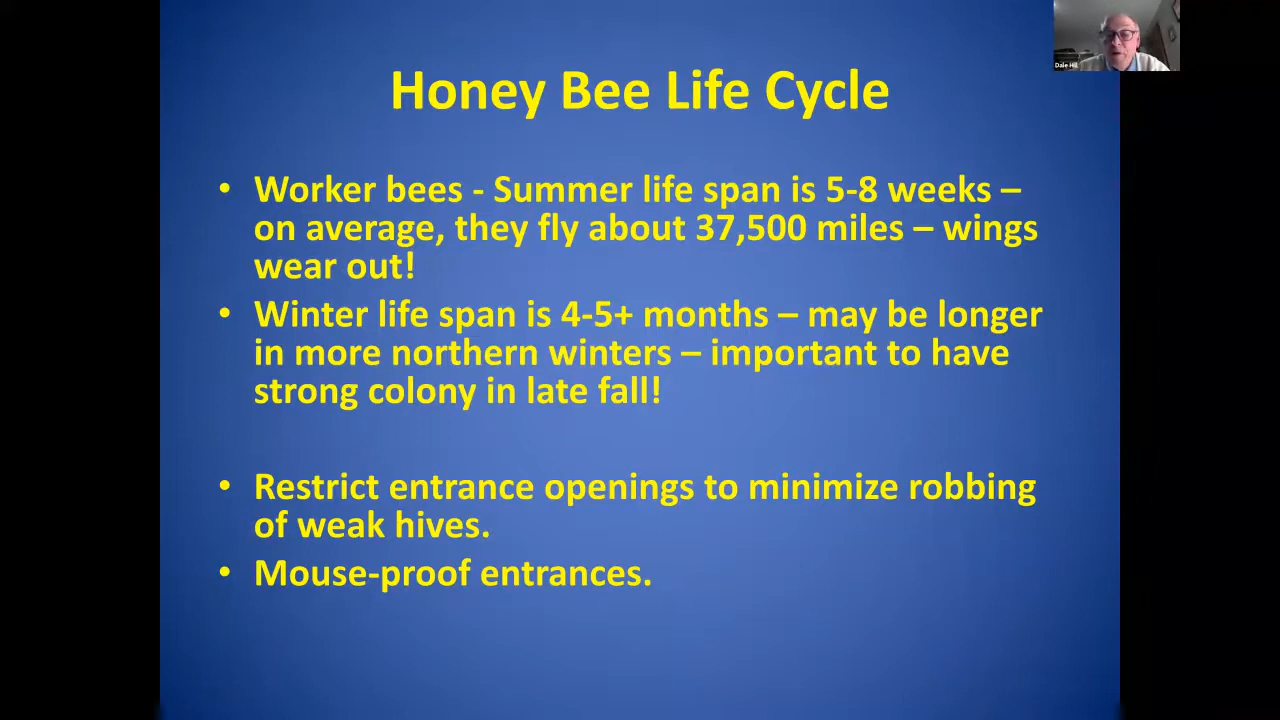 Honey Bee Life Cycle
• Worker bees - Summer life span is 5-8 weeks –
on average, they fly about 37,500 miles – wings
wear out!
• Winter life span is 4-5+ months – may be longer
in more northern winters – important to have
strong colony in late fall!
• Restrict entrance openings to minimize robbing
of weak hives.
• Mouse-proof entrances.
Dale Hill